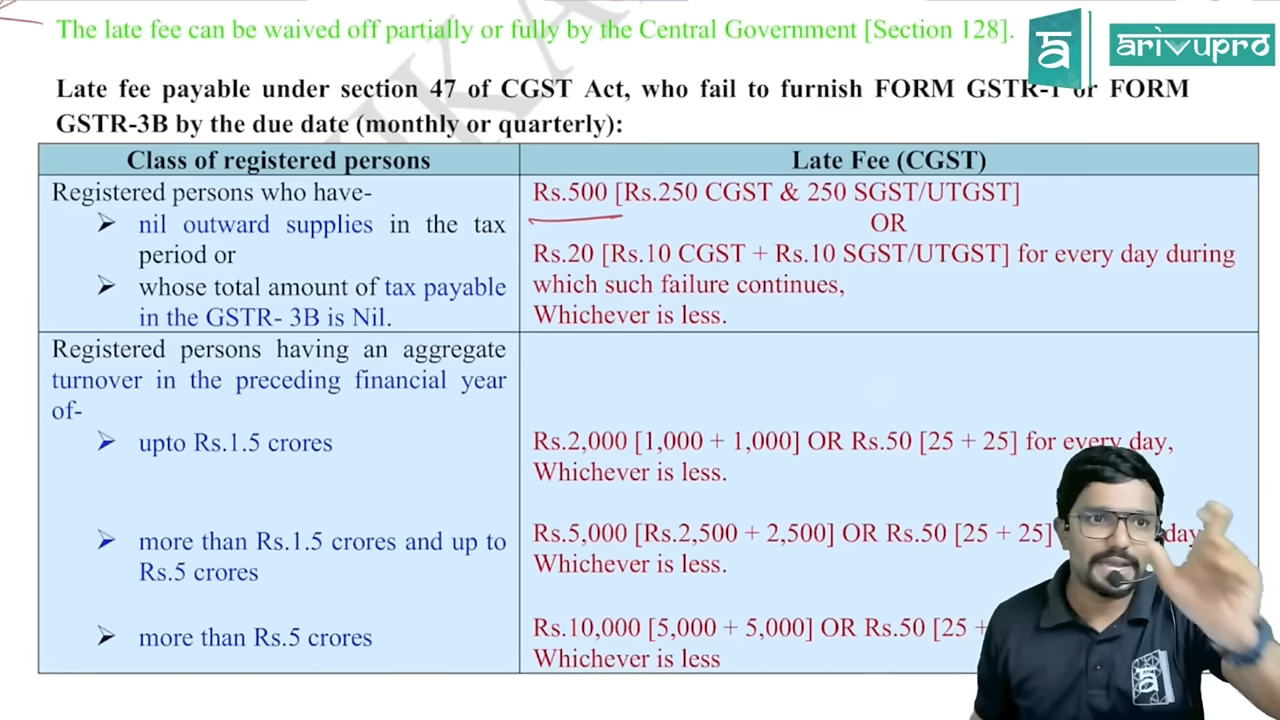 The late fee can be waived off partially or fully by the Central Government [Section 128].
ā
arivupro
Late fee payable under section 47 of CGST Act, who fail to furnish FORM GSTR-1 or FORM
GSTR-3B by the due date (monthly or quarterly):
Class of registered persons
Late Fee (CGST)
Registered persons who have-
➢ nil outward supplies in the tax
period or
➢ whose total amount of tax payable
in the GSTR- 3B is Nil.
Rs.500 [Rs.250 CGST & 250 SGST/UTGST]
OR
Rs.20 [Rs.10 CGST + Rs.10 SGST/UTGST] for every day during
which such failure continues,
Whichever is less.
Registered persons having an aggregate
turnover in the preceding financial year
of-
➢ upto Rs.1.5 crores
Rs.2,000 [1,000 + 1,000] OR Rs.50 [25 + 25] for every day,
Whichever is less.
➢ more than Rs.1.5 crores and up to
Rs.5 crores
Rs.5,000 [Rs.2,500 + 2,500] OR Rs.50 [25 + 25] day
Whichever is less.
➢ more than Rs.5 crores
Rs.10,000 [5,000 + 5,000] OR Rs.50 [25 +
Whichever is less